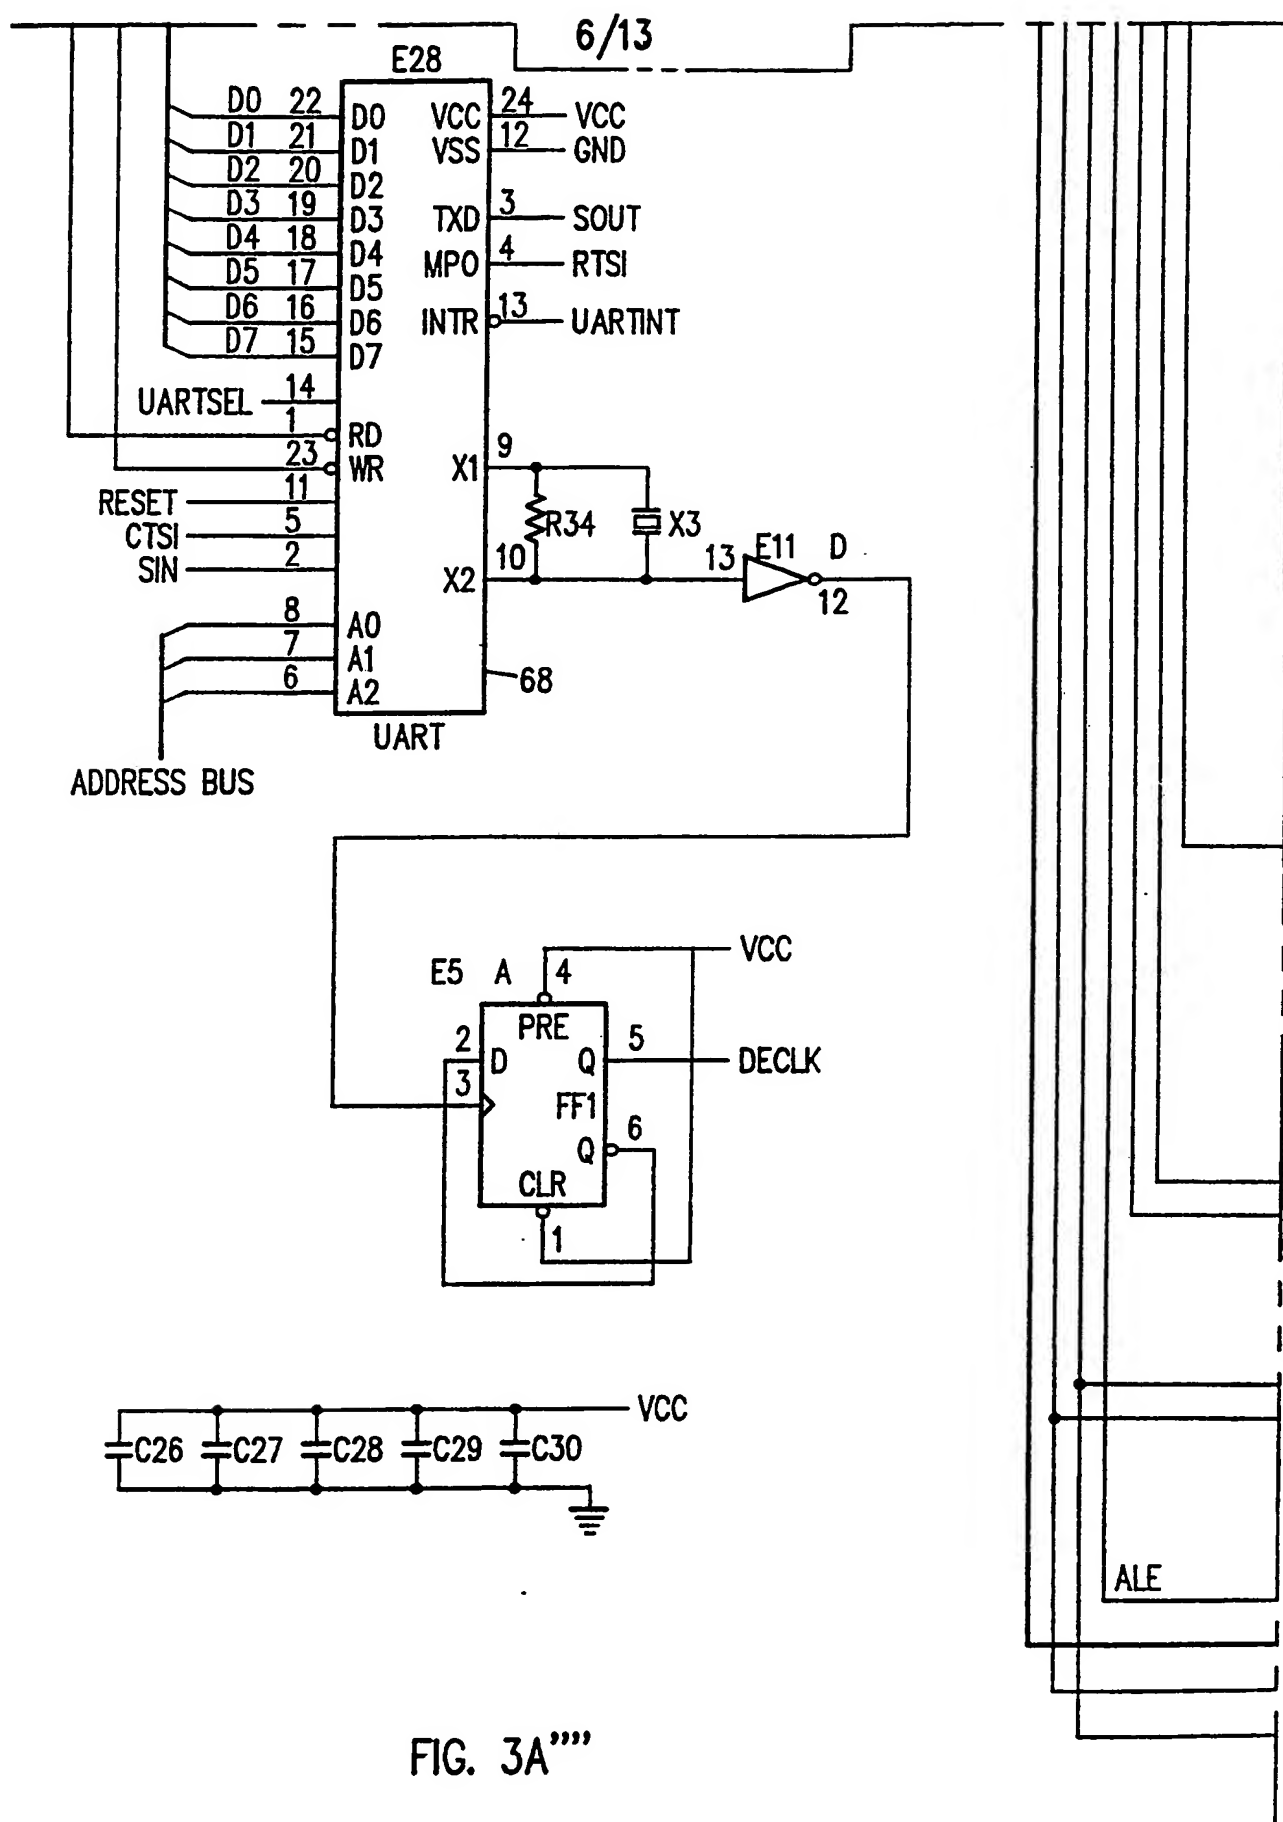 6/13
E28
D0 22 D0 VCC 24 VCC
D1 21 D1 VSS 12 GND
D2 20 D2
D3 19 D3 TXD 3 SOUT
D4 18 D4 MPO 4 RTSI
D5 17 D5
D6 16 D6 INTR 13 UARTINT
D7 15 D7
UARTSEL 14
1 RD
23 WR X1 9
RESET 11
CTSI 5 R34 X3
SIN 2 X2 10 13 E11 D
12
8 A0
7 A1
6 A2 68
UART
ADDRESS BUS
E5 A 4 VCC
PRE
2 D Q 5 DECLK
3 FF1
Q 6
CLR
1
VCC
C26 C27 C28 C29 C30
ALE
FIG. 3A''''